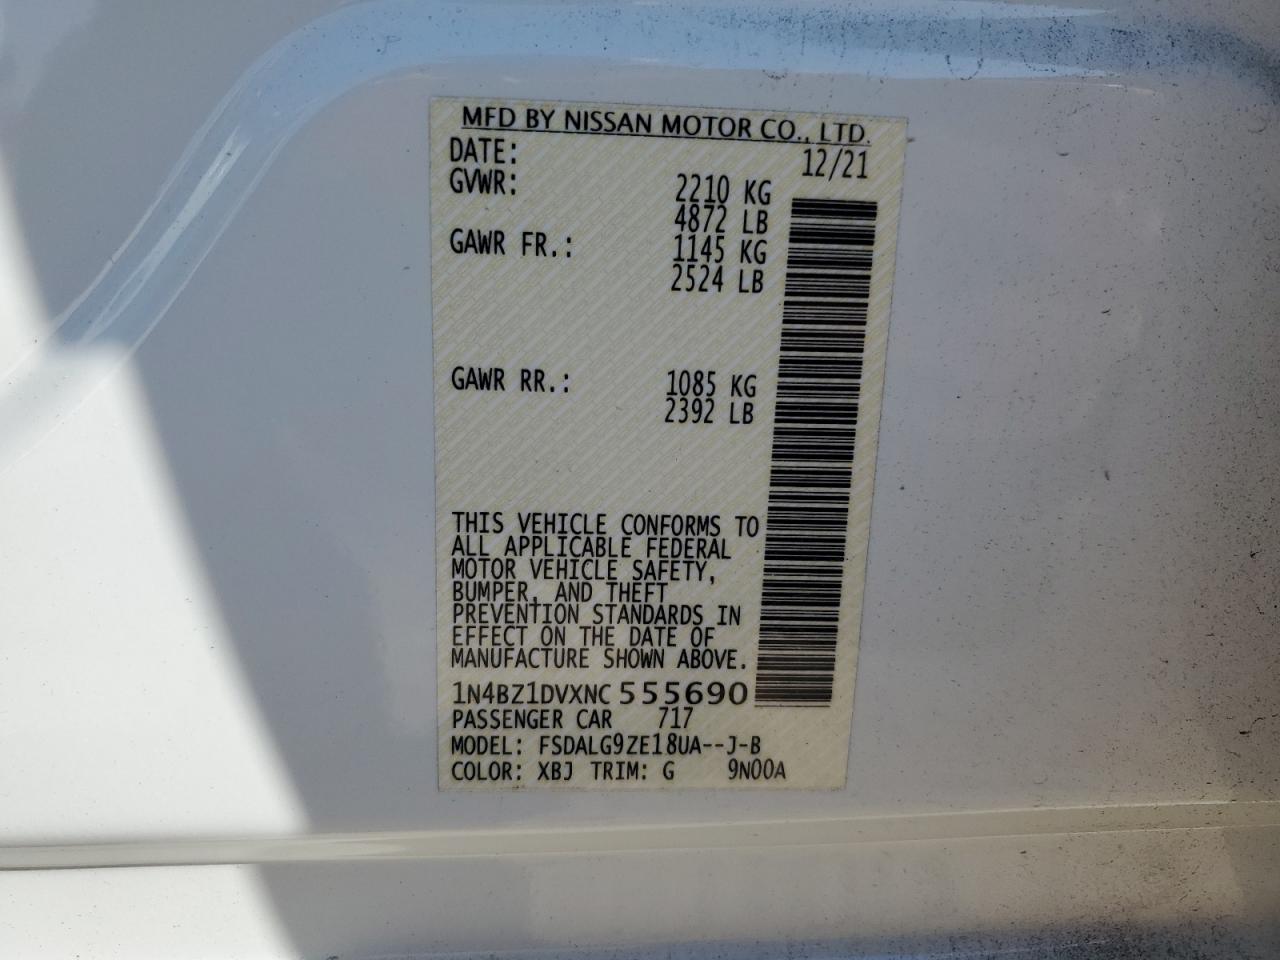 MFD BY NISSAN MOTOR CO., LTD.
DATE: 12/21
GVWR: 2210 KG
4872 LB
GAWR FR.: 1145 KG
2524 LB
GAWR RR.: 1085 KG
2392 LB
THIS VEHICLE CONFORMS TO
ALL APPLICABLE FEDERAL
MOTOR VEHICLE SAFETY,
BUMPER, AND THEFT
PREVENTION STANDARDS IN
EFFECT ON THE DATE OF
MANUFACTURE SHOWN ABOVE.
1N4BZ1DVXNC 555690
PASSENGER CAR 717
MODEL: FSDALG9ZE18UA--J-B
COLOR: XBJ TRIM: G 9N00A